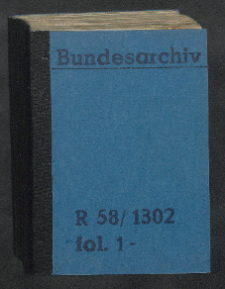 Bundesarchiv
R 58/1302
fol. 1-